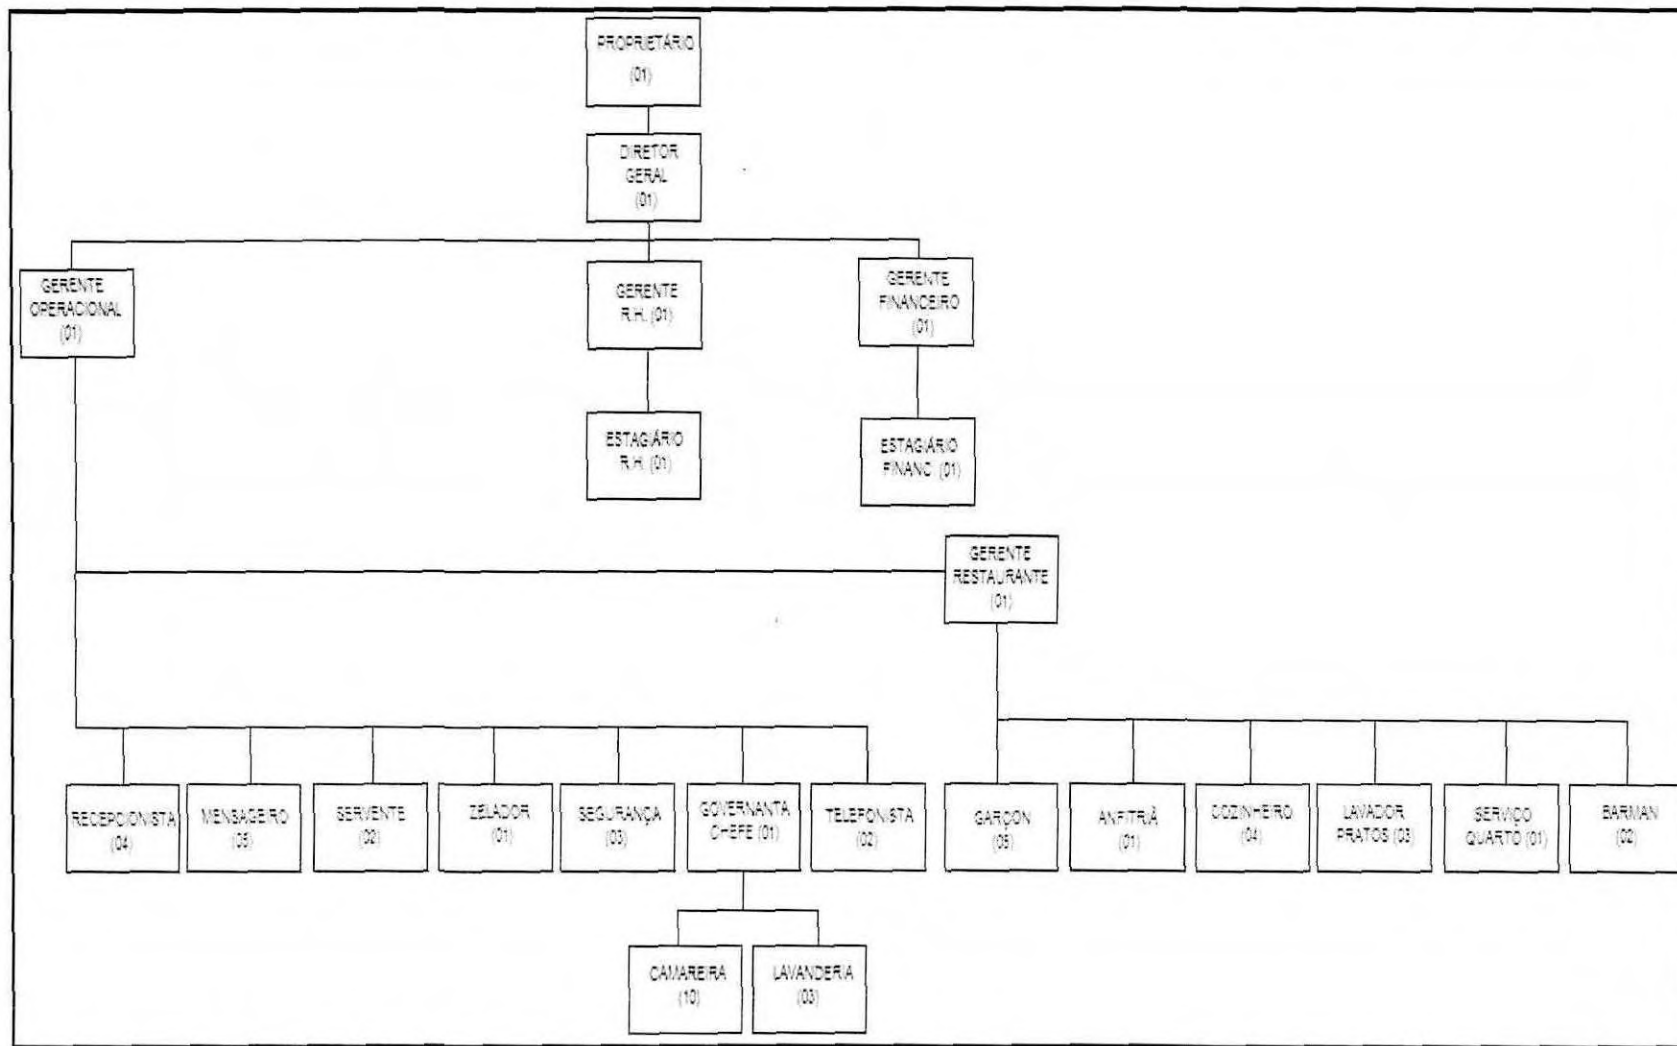 PROPRIETÁRIO
(01)
DIRETOR
GERAL
(01)
GERENTE
OPERACIONAL
(01)
GERENTE
R.H. (01)
GERENTE
FINANCEIRO
(01)
ESTAGIÁRIO
R.H. (01)
ESTAGIÁRIO
FINANC. (01)
GERENTE
RESTAURANTE
(01)
RECEPCIONISTA
(04)
MENSAGEIRO
(05)
SERVENTE
(02)
ZELADOR
(01)
SEGURANÇA
(03)
GOVERNANTA
CHEFE (01)
TELEFONISTA
(02)
GARÇON
(05)
ANFITRIÃ
(01)
COZINHEIRO
(04)
LAVADOR
PRATOS (03)
SERVIÇO
QUARTO (01)
BARMAN
(02)
CAMAREIRA
(10)
LAVANDERIA
(03)